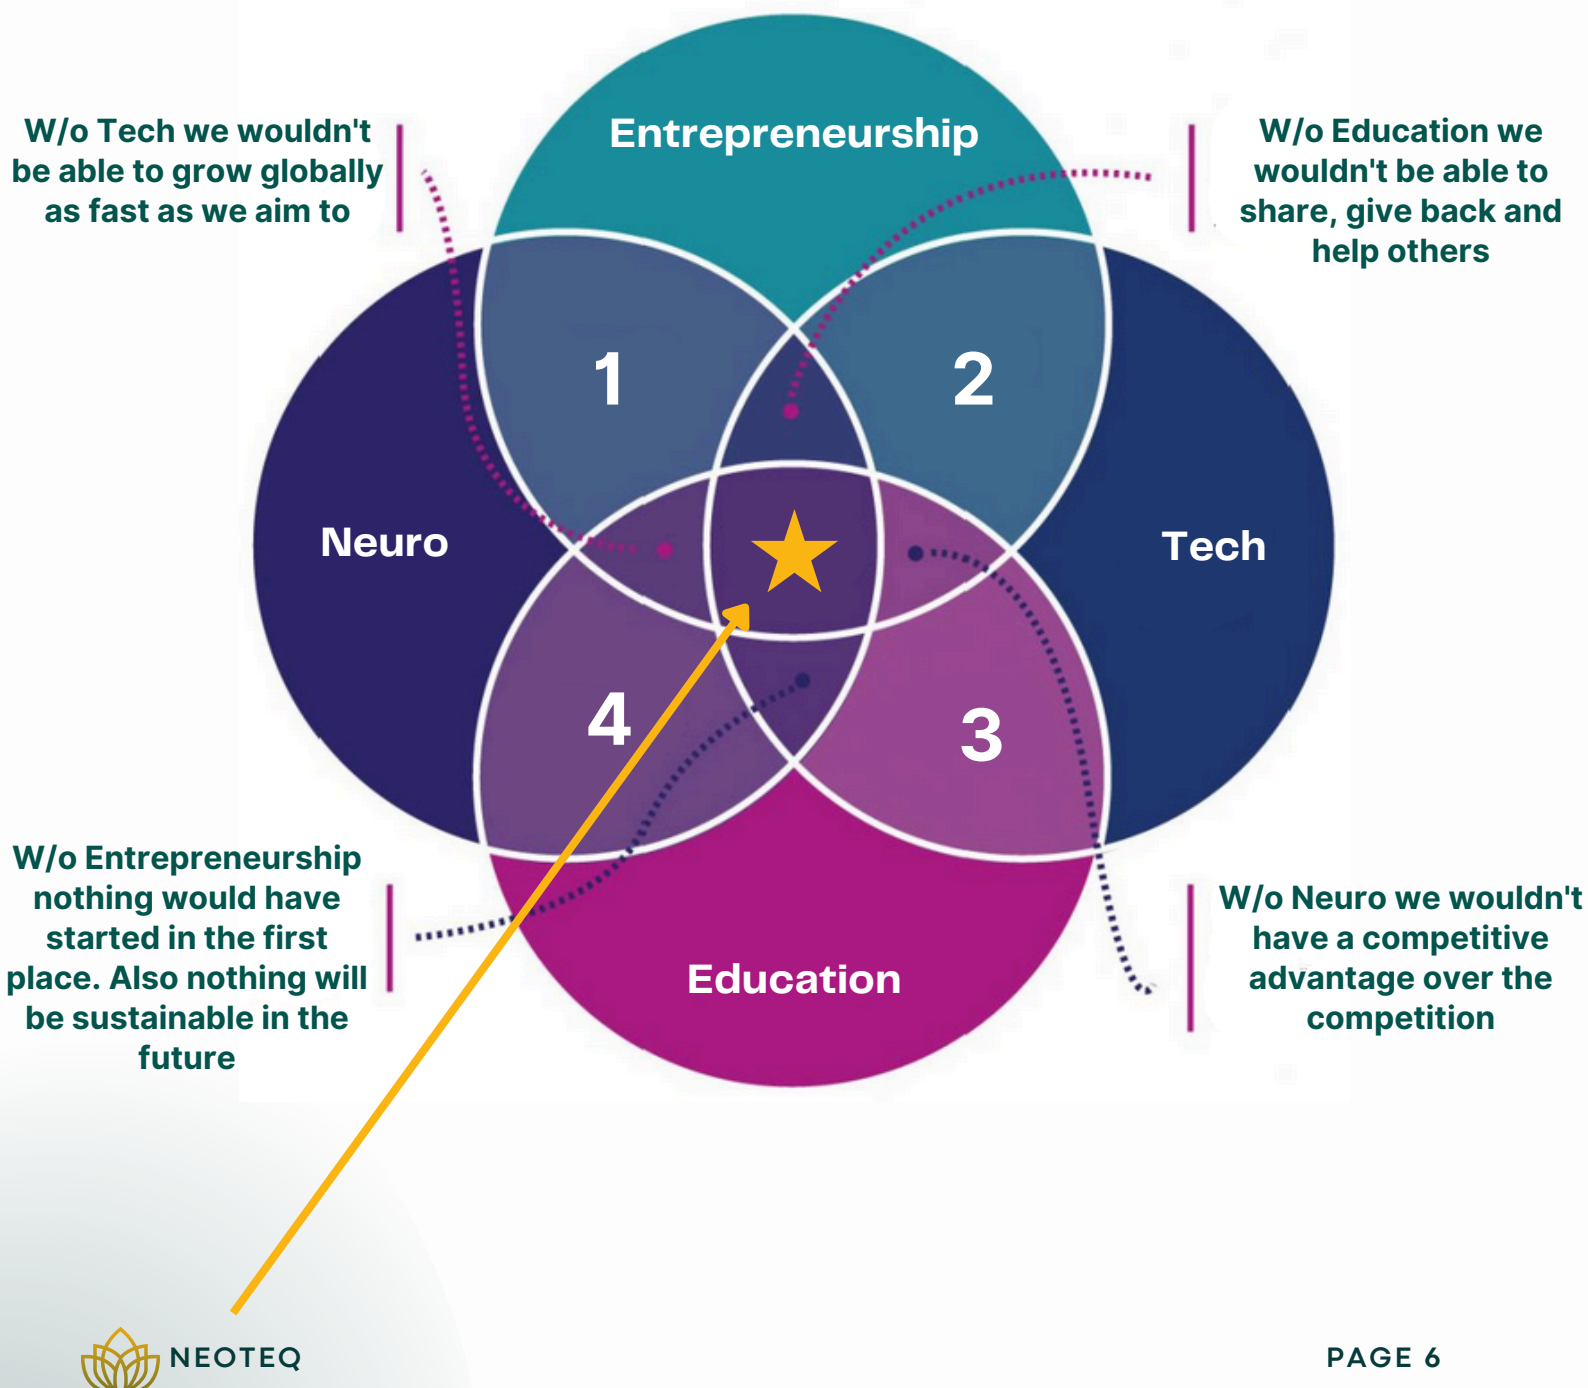 Entrepreneurship
W/o Tech we wouldn't
be able to grow globally
as fast as we aim to
W/o Education we
wouldn't be able to
share, give back and
help others
1
2
Neuro
Tech
4
3
W/o Entrepreneurship
nothing would have
started in the first
place. Also nothing will
be sustainable in the
future
W/o Neuro we wouldn't
have a competitive
advantage over the
competition
Education
NEOTEQ
PAGE 6